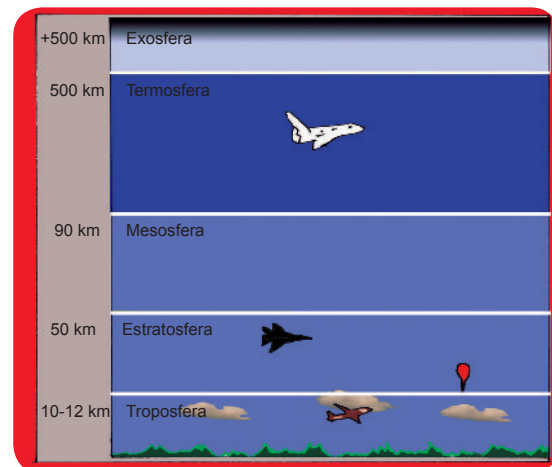 +500 km Exosfera
500 km Termosfera
90 km Mesosfera
50 km Estratosfera
10-12 km Troposfera